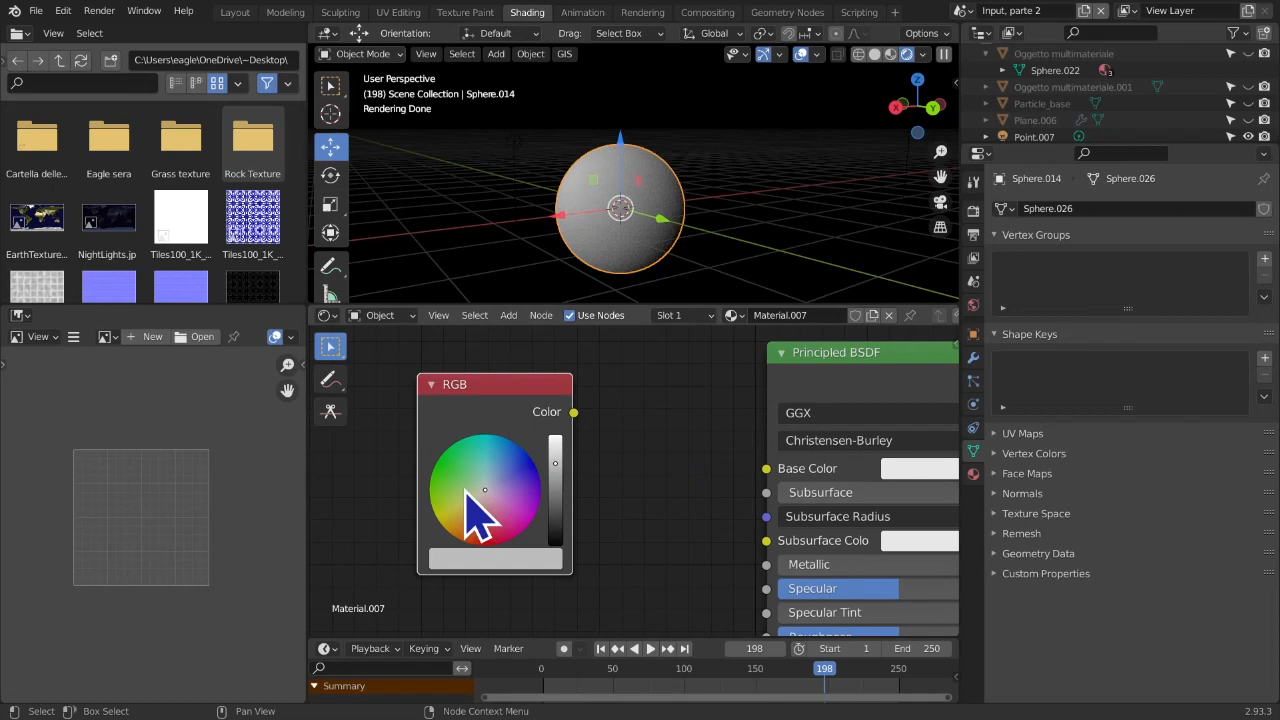 File Edit Render Window Help Layout Modeling Sculpting UV Editing Texture Paint Shading Animation Rendering Compositing Geometry Nodes Scripting Input, parte 2 View Layer
View Select
C:\Users\eagle\OneDrive\~Desktop\
Cartella delle... Eagle sera Grass texture Rock Texture
EarthTexture... NightLights.jp Tiles100_1K_... Tiles100_1K_...
View New Open
Orientation: Default Drag: Select Box Global Options
Object Mode View Select Add Object GIS
User Perspective
(198) Scene Collection | Sphere.014
Rendering Done
Z
X
Y
Object View Select Add Node Use Nodes Slot 1 Material.007
RGB
Color
Principled BSDF
GGX
Christensen-Burley
Base Color
Subsurface
Subsurface Radius
Subsurface Colo
Metallic
Specular
Specular Tint
Material.007
Playback Keying View Marker 198 Start 1 End 250
0 50 100 150 198 250
Summary
Oggetto multimateriale
Sphere.022 3
Oggetto multimateriale.001
Particle_base
Plane.006
Point.007
Sphere.014 Sphere.026
Sphere.026
Vertex Groups
Shape Keys
UV Maps
Vertex Colors
Face Maps
Normals
Texture Space
Remesh
Geometry Data
Custom Properties
Select Box Select Pan View Node Context Menu 2.93.3